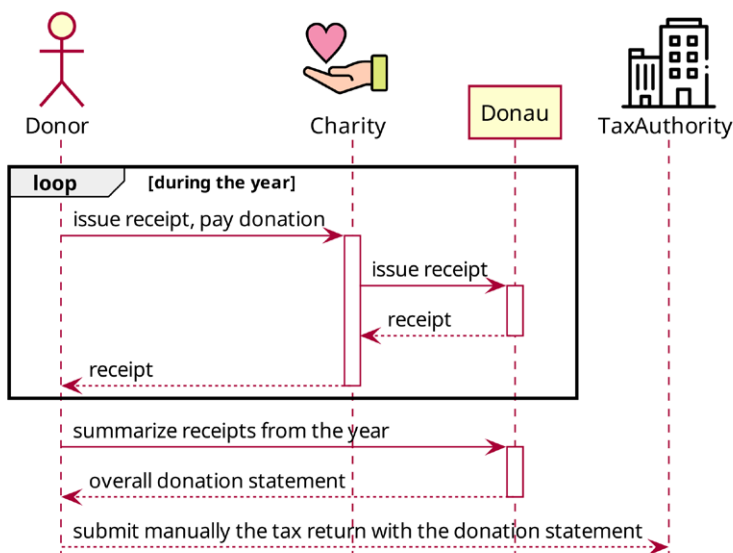 Donor
Charity
Donau
TaxAuthority
loop
[during the year]
issue receipt, pay donation
issue receipt
receipt
receipt
summarize receipts from the year
overall donation statement
submit manually the tax return with the donation statement